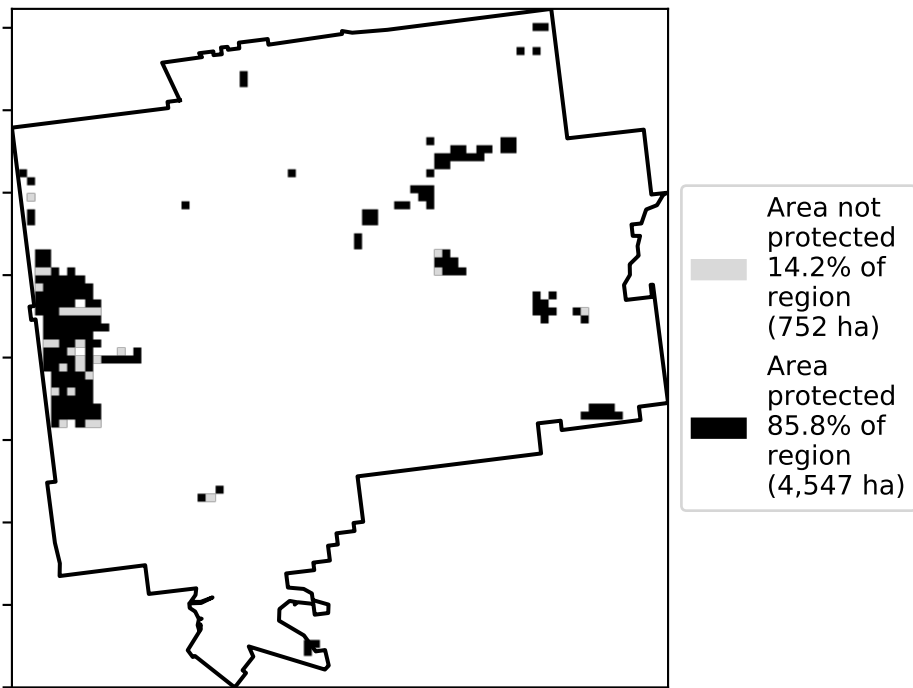 Area not
protected
14.2% of
region
(752 ha)
Area
protected
85.8% of
region
(4,547 ha)